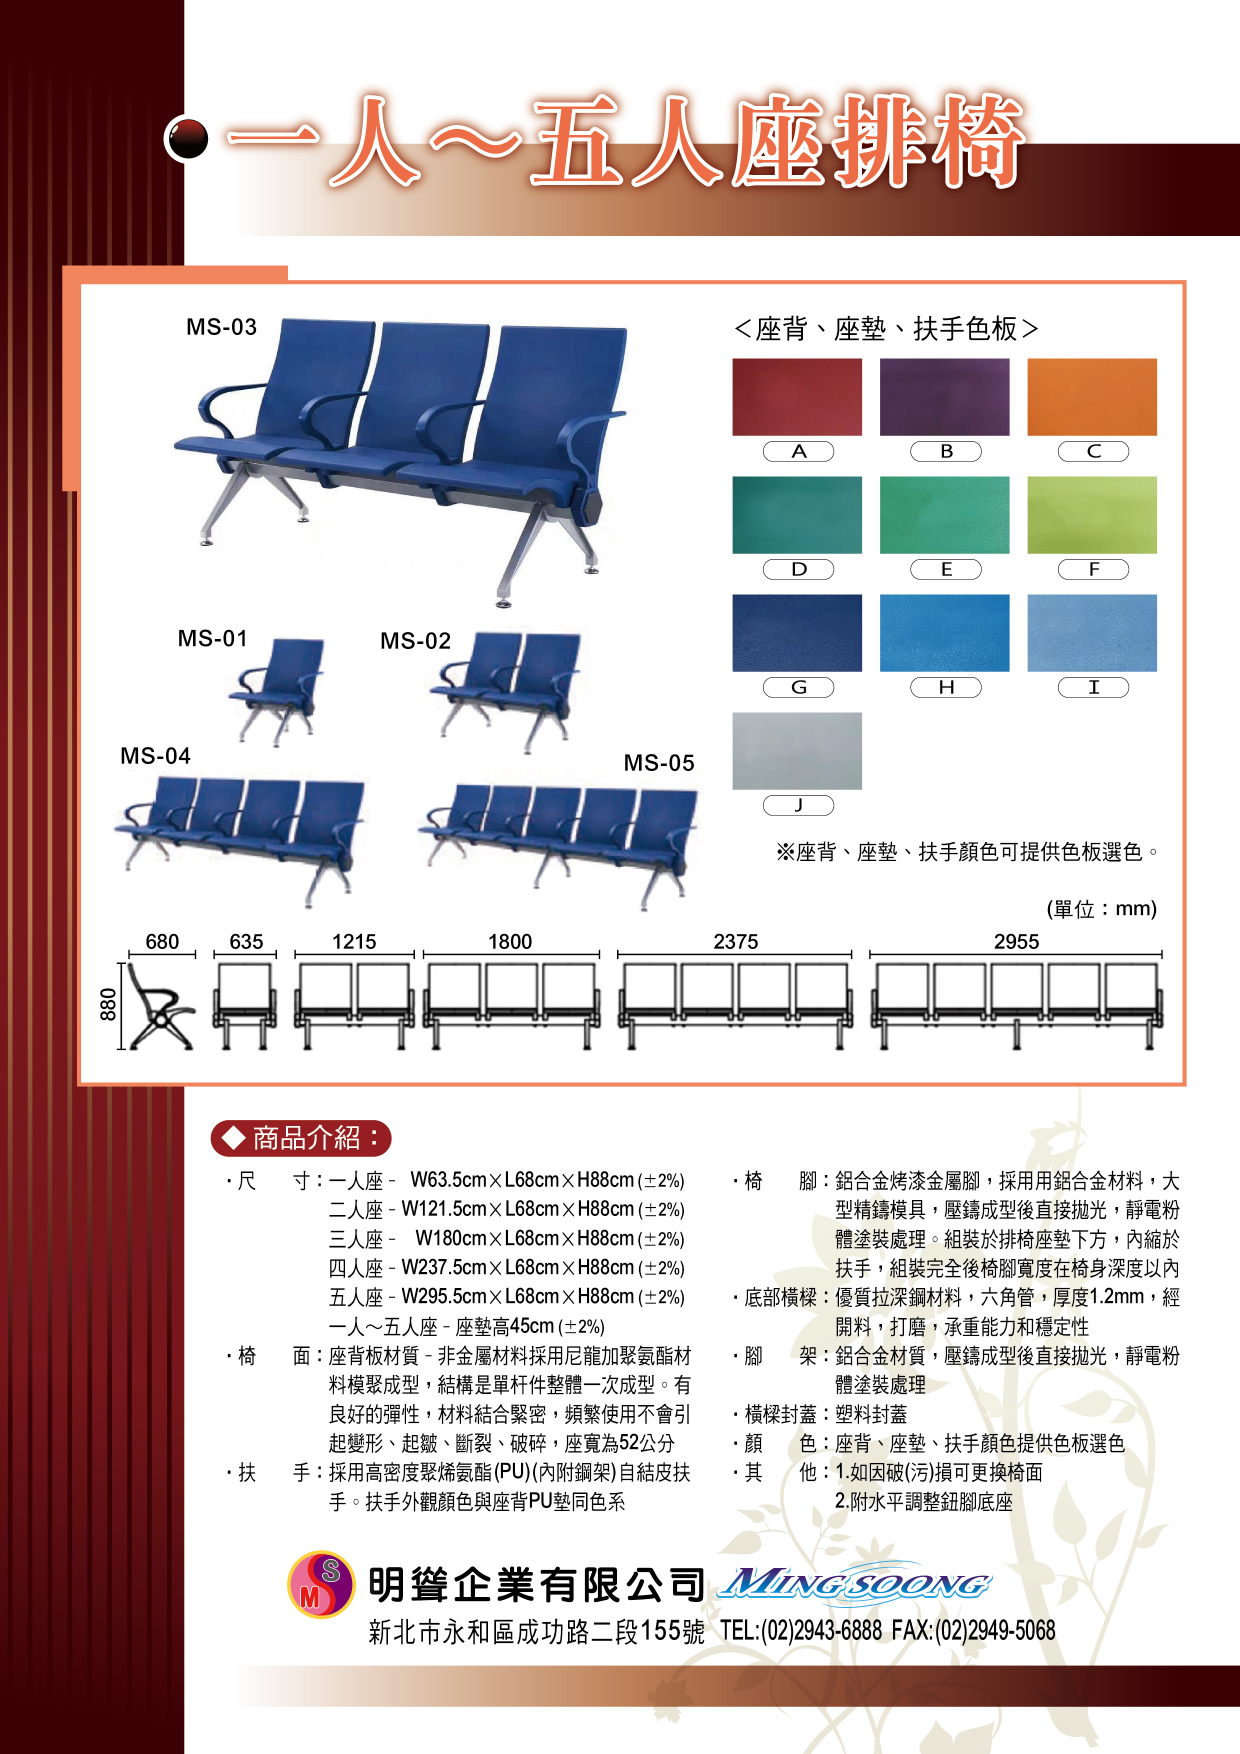 一人～五人座排椅
MS-03
＜座背、座墊、扶手色板＞
A
B
C
D
E
F
G
H
I
J
MS-01
MS-02
MS-04
MS-05
※座背、座墊、扶手顏色可提供色板選色。
(單位：mm)
680
635
1215
1800
2375
2955
880
◆商品介紹：
·尺　寸：一人座﹣ W63.5cm×L68cm×H88cm (±2%)
二人座﹣W121.5cm×L68cm×H88cm (±2%)
三人座﹣ W180cm×L68cm×H88cm (±2%)
四人座﹣W237.5cm×L68cm×H88cm (±2%)
五人座﹣W295.5cm×L68cm×H88cm (±2%)
一人～五人座﹣座墊高45cm (±2%)
·椅　面：座背板材質﹣非金屬材料採用尼龍加聚氨酯材
料模聚成型，結構是單杆件整體一次成型。有
良好的彈性，材料結合緊密，頻繁使用不會引
起變形、起皺、斷裂、破碎，座寬為52公分
·扶　手：採用高密度聚烯氨酯(PU)(內附鋼架)自結皮扶
手。扶手外觀顏色與座背PU墊同色系
·椅　腳：鋁合金烤漆金屬腳，採用用鋁合金材料，大
型精鑄模具，壓鑄成型後直接拋光，靜電粉
體塗裝處理。組裝於排椅座墊下方，內縮於
扶手，組裝完全後椅腳寬度在椅身深度以內
·底部橫樑：優質拉深鋼材料，六角管，厚度1.2mm，經
開料，打磨，承重能力和穩定性
·腳　架：鋁合金材質，壓鑄成型後直接拋光，靜電粉
體塗裝處理
·橫樑封蓋：塑料封蓋
·顏　色：座背、座墊、扶手顏色提供色板選色
·其　他：1.如因破(污)損可更換椅面
2.附水平調整鈕腳底座
MS 明聳企業有限公司 MING SOONG
新北市永和區成功路二段155號 TEL:(02)2943-6888 FAX:(02)2949-5068